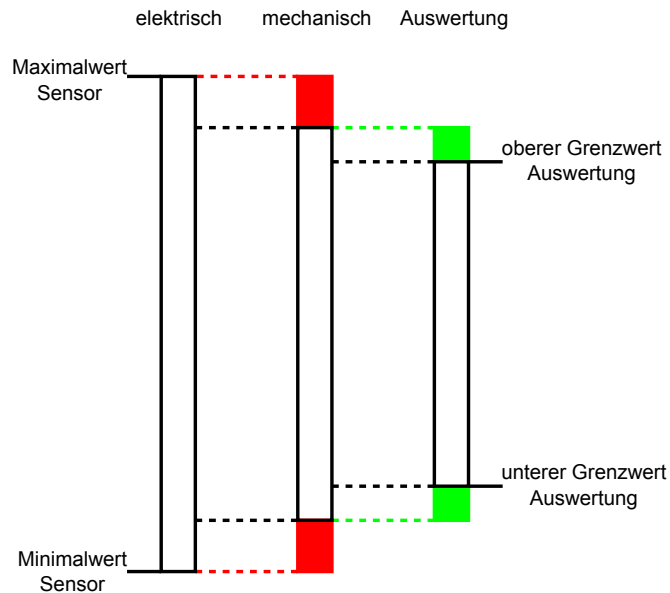 elektrisch mechanisch Auswertung
Maximalwert
Sensor
oberer Grenzwert
Auswertung
unterer Grenzwert
Auswertung
Minimalwert
Sensor